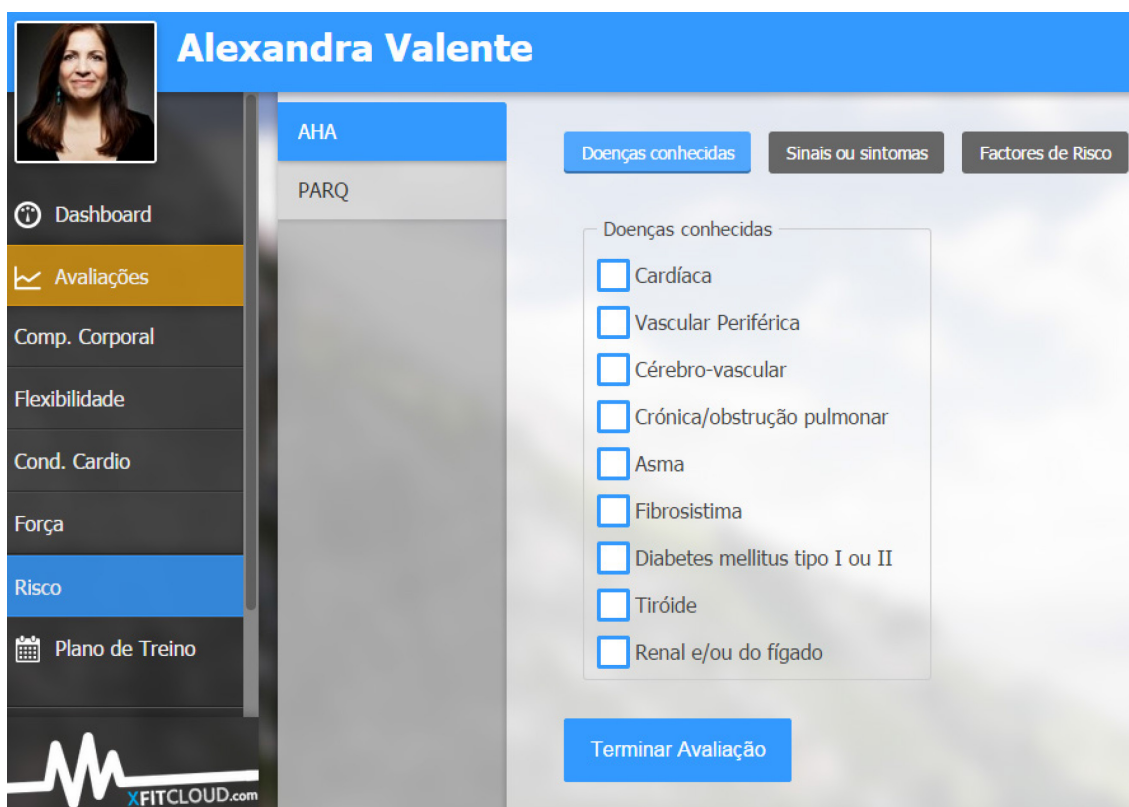 Alexandra Valente
Dashboard
Avaliações
Comp. Corporal
Flexibilidade
Cond. Cardio
Força
Risco
Plano de Treino
XFITCLOUD.com
AHA
PARQ
Doenças conhecidas
Sinais ou sintomas
Factores de Risco
Doenças conhecidas
Cardíaca
Vascular Periférica
Cérebro-vascular
Crónica/obstrução pulmonar
Asma
Fibrosistima
Diabetes mellitus tipo I ou II
Tiróide
Renal e/ou do fígado
Terminar Avaliação